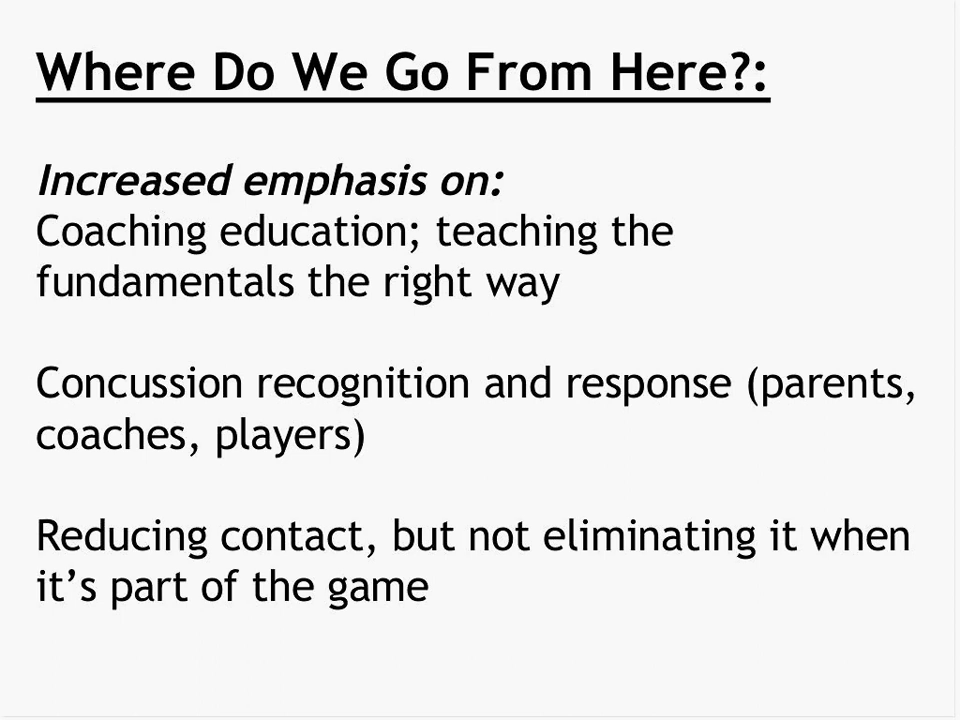 Where Do We Go From Here?:
Increased emphasis on:
Coaching education; teaching the
fundamentals the right way
Concussion recognition and response (parents,
coaches, players)
Reducing contact, but not eliminating it when
it’s part of the game